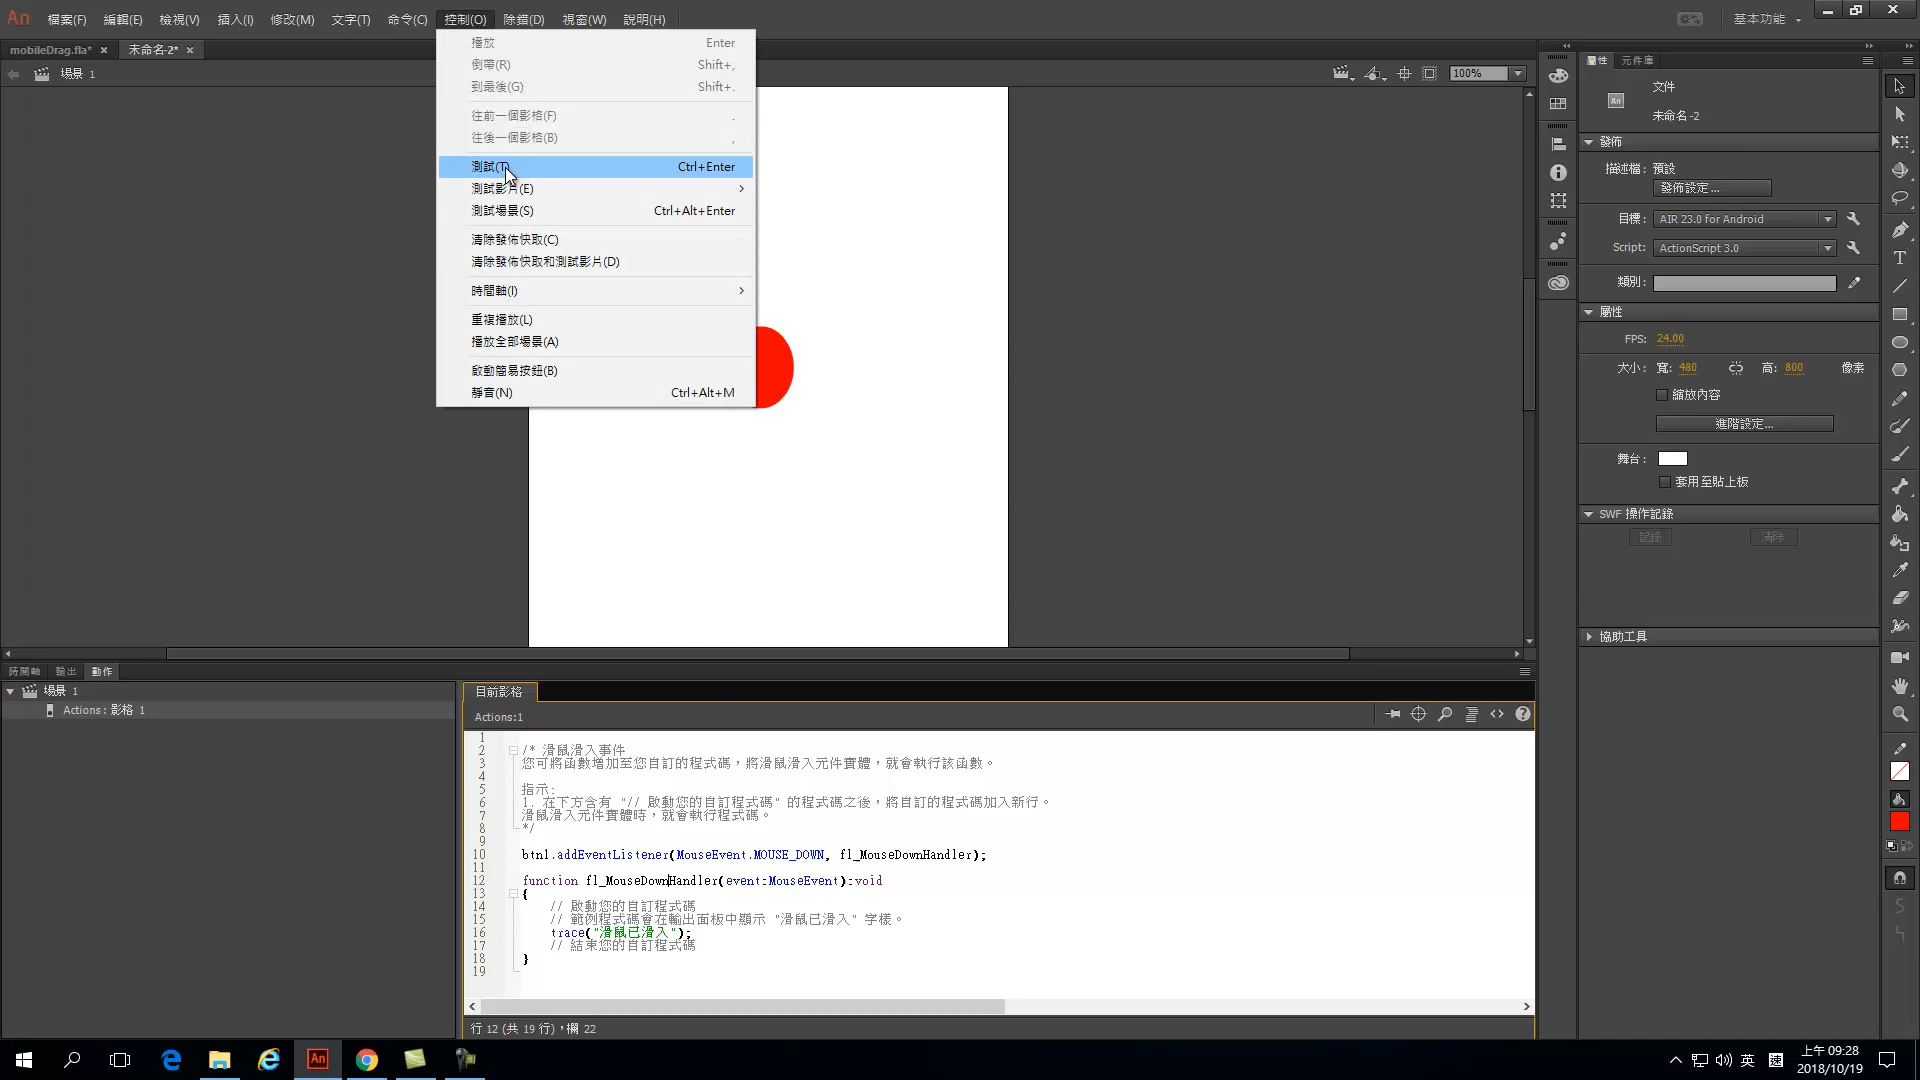 An 檔案(F) 編輯(E) 檢視(V) 插入(I) 修改(M) 文字(T) 命令(C) 控制(O) 除錯(D) 視窗(W) 說明(H) 基本功能
mobileDrag.fla* × 未命名-2* ×
場景 1
100%
播放 Enter
倒帶(R) Shift+,
到最後(G) Shift+.
往前一個影格(F) .
往後一個影格(B) ,
測試(T) Ctrl+Enter
測試影片(E)
測試場景(S) Ctrl+Alt+Enter
清除發佈快取(C)
清除發佈快取和測試影片(D)
時間軸(I)
重複播放(L)
播放全部場景(A)
啟動簡易按鈕(B)
靜音(N) Ctrl+Alt+M
屬性 元件庫
An 文件
未命名-2
發佈
描述檔: 預設
發佈設定...
目標: AIR 23.0 for Android
Script: ActionScript 3.0
類別:
屬性
FPS: 24.00
大小: 寬: 480 高: 800 像素
縮放內容
進階設定...
舞台:
套用至貼上板
SWF 操作記錄
記錄 清除
協助工具
時間軸 輸出 動作
場景 1
Actions: 影格 1
目前影格
Actions:1
1
2 /* 滑鼠滑入事件
3 您可將函數增加至您自訂的程式碼，將滑鼠滑入元件實體，就會執行該函數。
4
5 指示:
6 1. 在下方含有 "// 啟動您的自訂程式碼" 的程式碼之後，將自訂的程式碼加入新行。
7 滑鼠滑入元件實體時，就會執行程式碼。
8 */
9
10 btn1.addEventListener(MouseEvent.MOUSE_DOWN, fl_MouseDownHandler);
11
12 function fl_MouseDownHandler(event:MouseEvent):void
13 {
14 // 啟動您的自訂程式碼
15 // 範例程式碼會在輸出面板中顯示 "滑鼠已滑入" 字樣。
16 trace("滑鼠已滑入");
17 // 結束您的自訂程式碼
18 }
19
行 12 (共 19 行)，欄 22
An
英 上午 09:28
2018/10/19